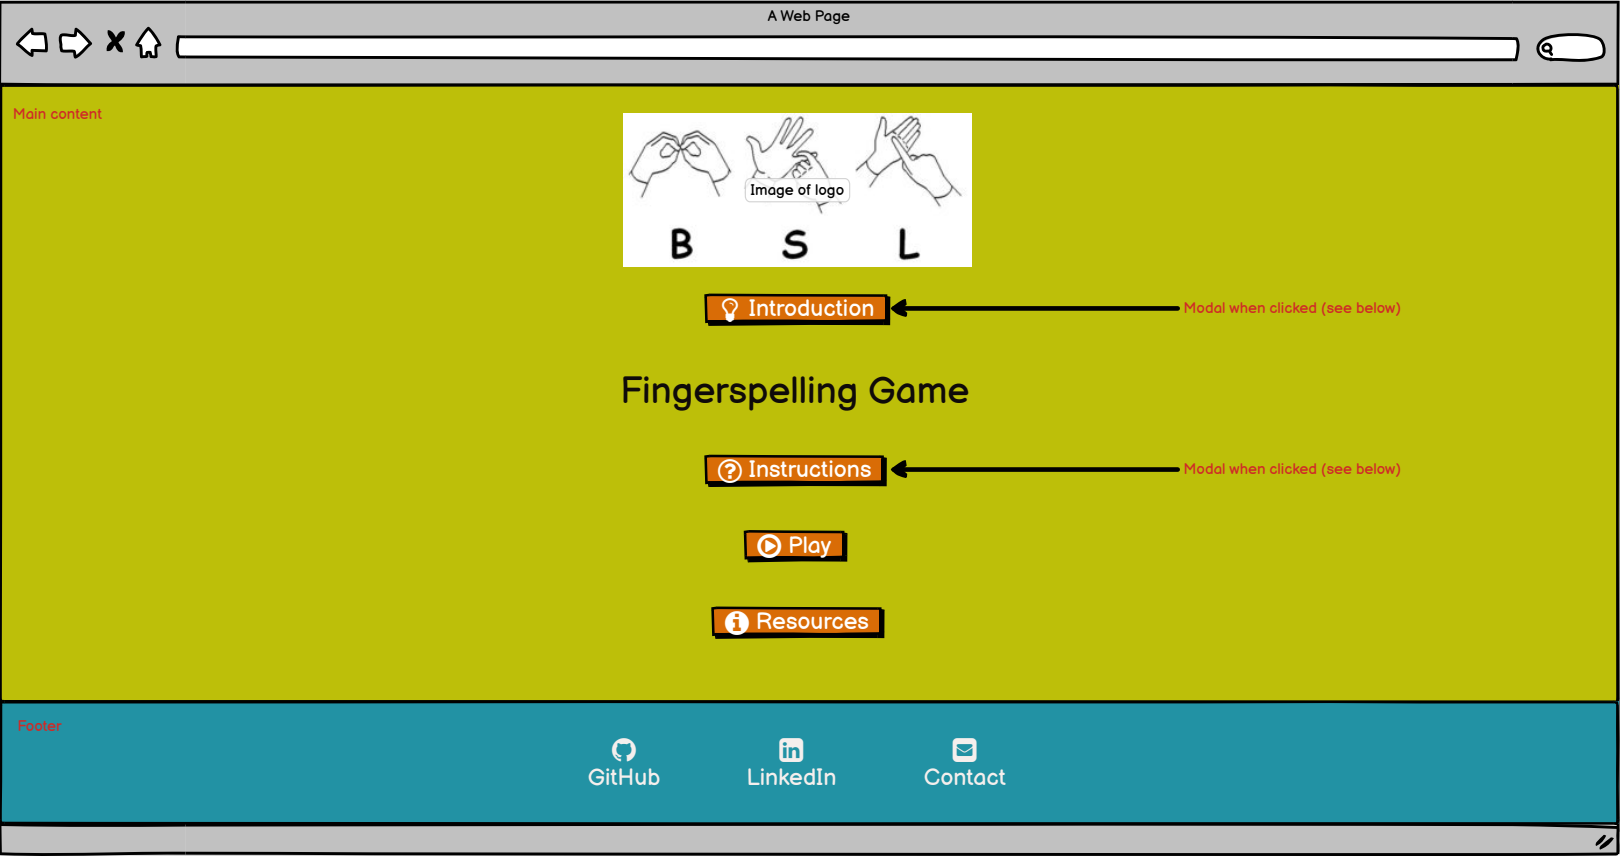 A Web Page
Main content
Image of logo
B S L
Introduction
Modal when clicked (see below)
Fingerspelling Game
Instructions
Modal when clicked (see below)
Play
Resources
Footer
GitHub
LinkedIn
Contact